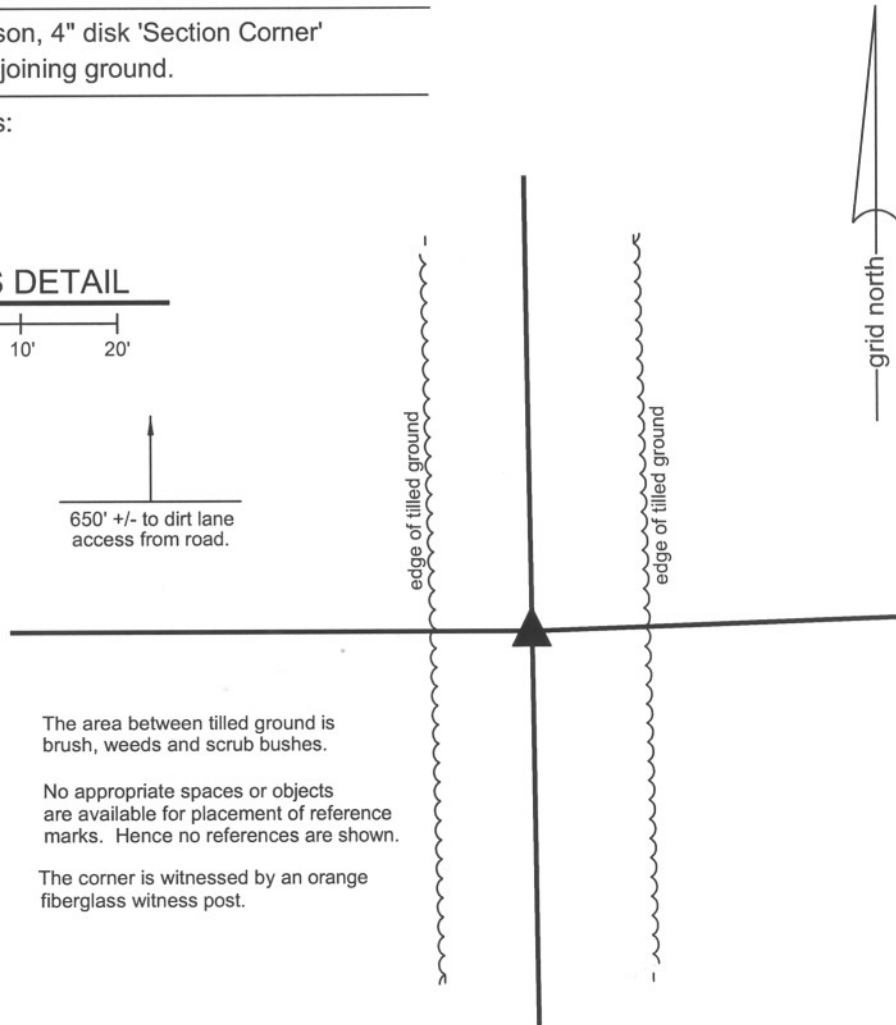 son, 4" disk 'Section Corner'
joining ground.
s:
S DETAIL
10' 20'
grid north
edge of tilled ground
edge of tilled ground
650' +/- to dirt lane
access from road.
The area between tilled ground is
brush, weeds and scrub bushes.
No appropriate spaces or objects
are available for placement of reference
marks. Hence no references are shown.
The corner is witnessed by an orange
fiberglass witness post.